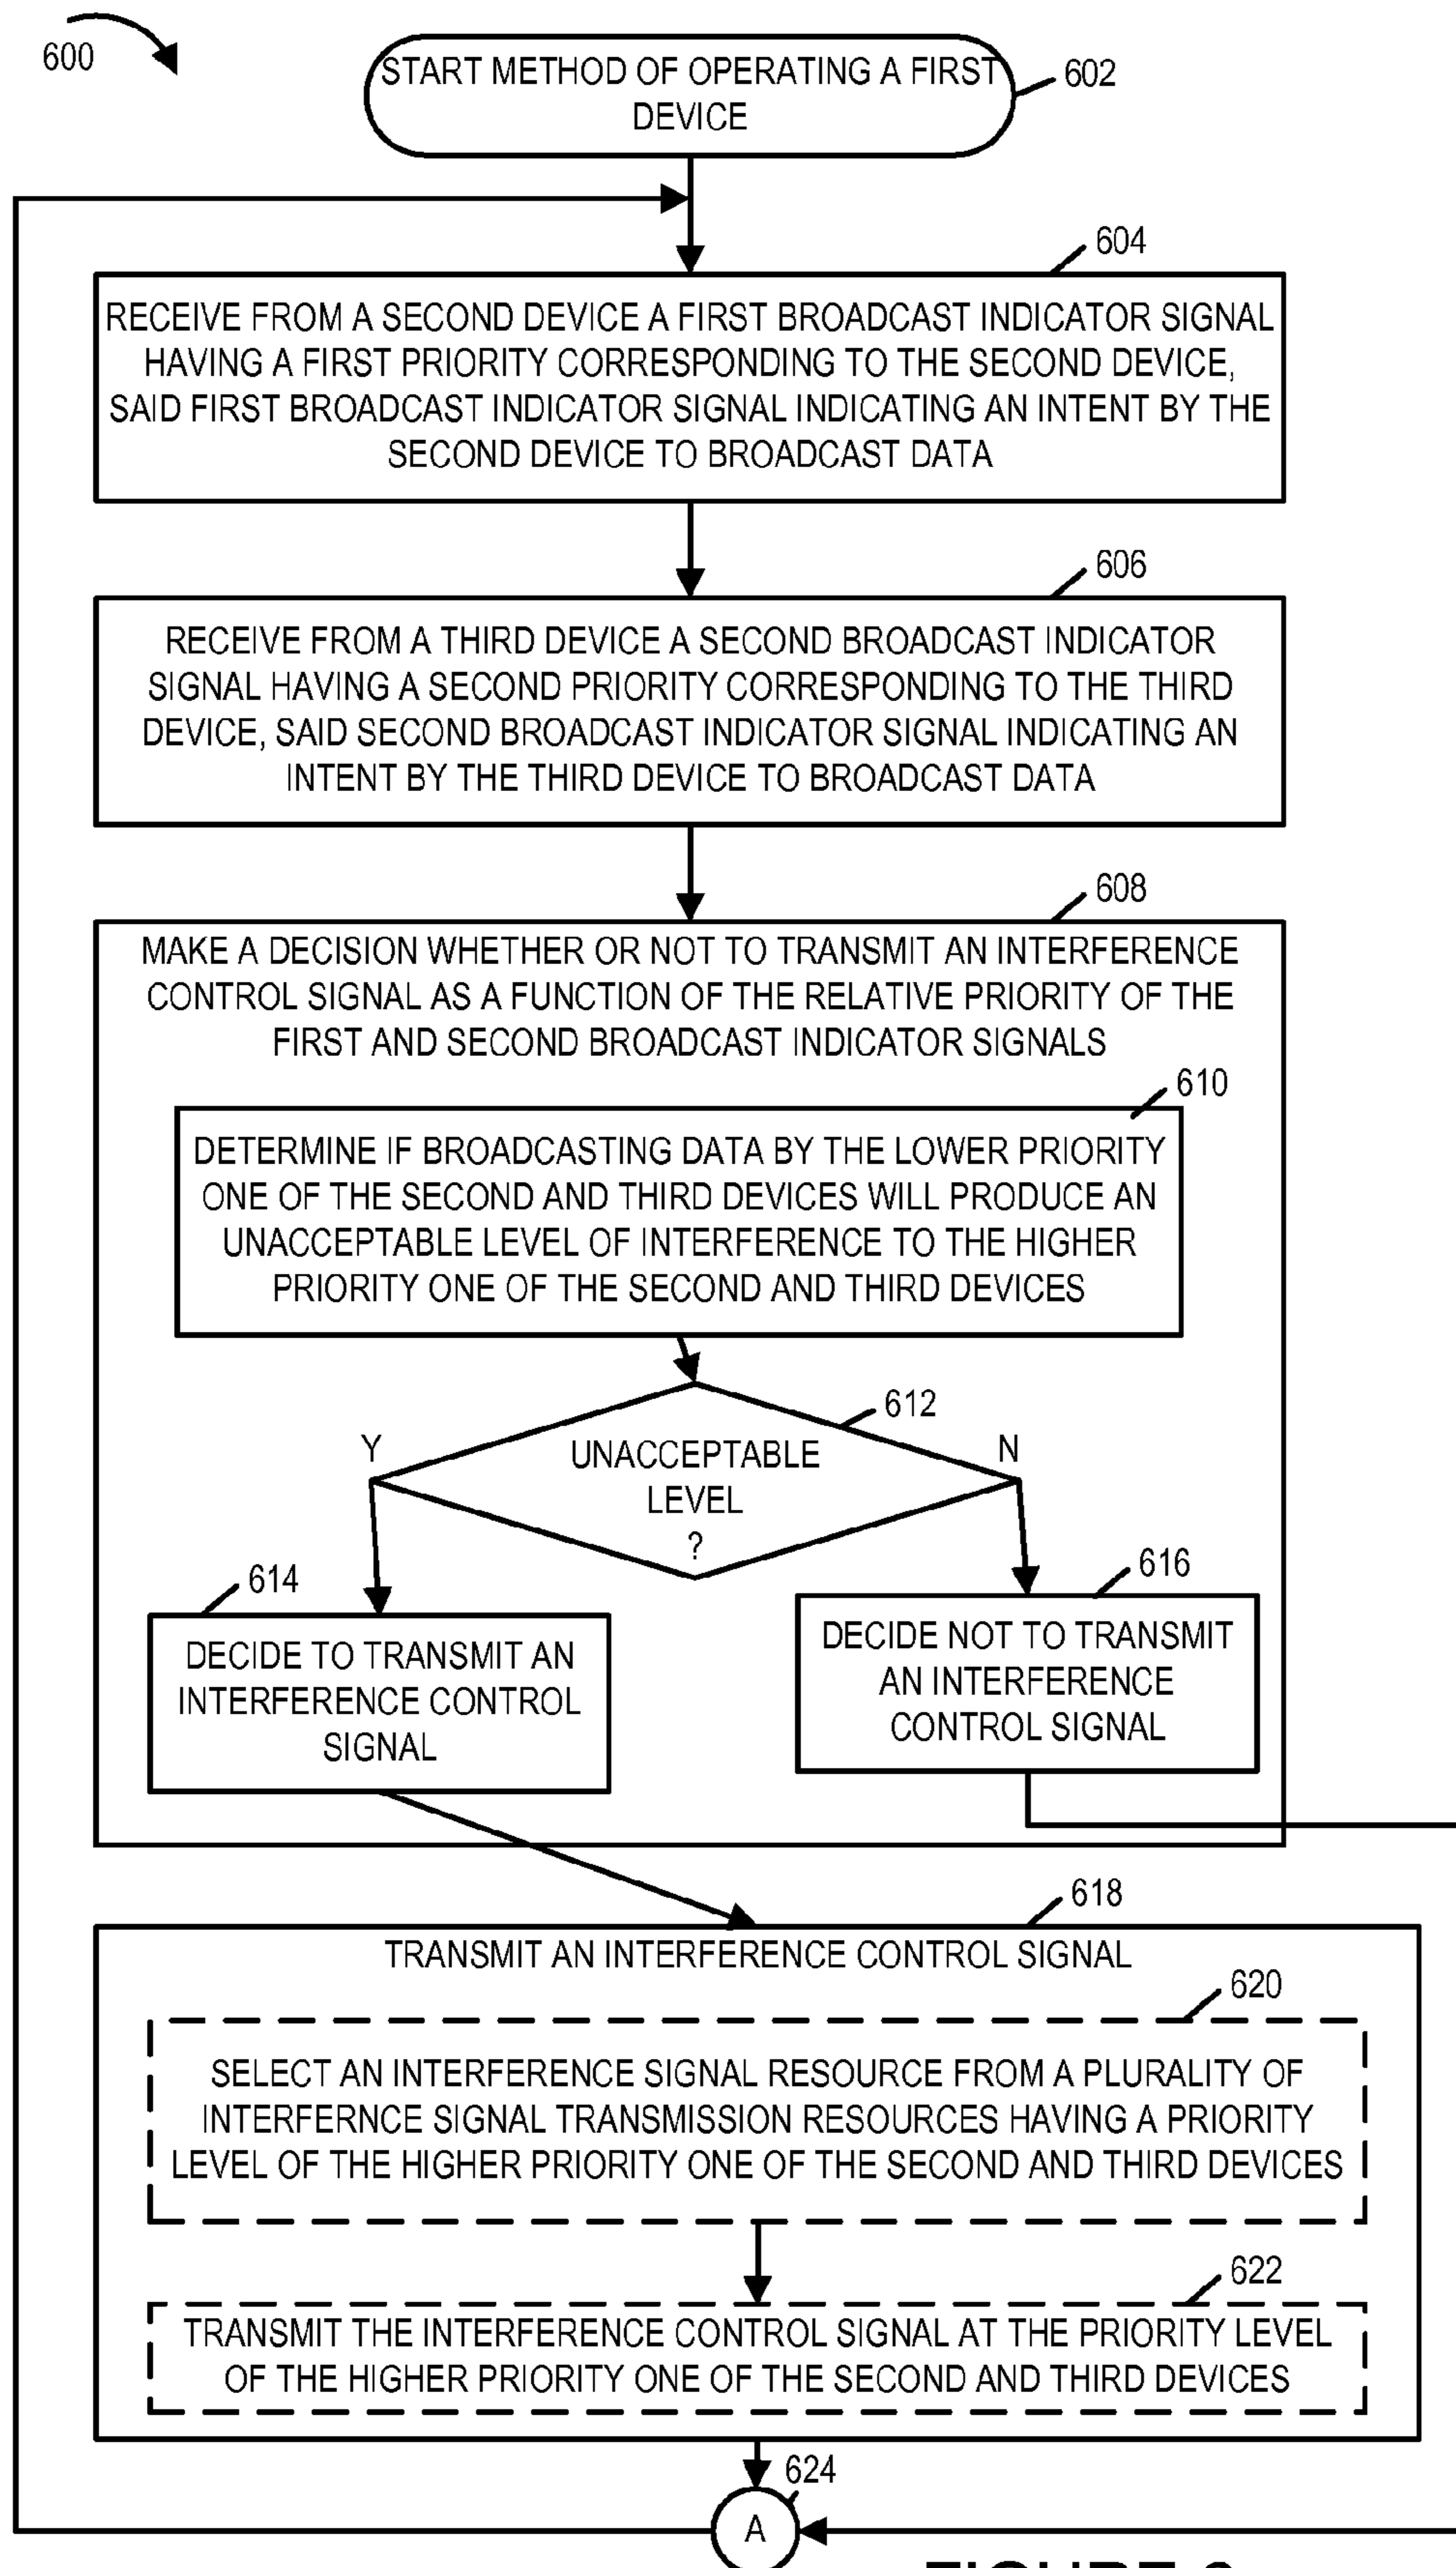 600
START METHOD OF OPERATING A FIRST
DEVICE
602
604
RECEIVE FROM A SECOND DEVICE A FIRST BROADCAST INDICATOR SIGNAL
HAVING A FIRST PRIORITY CORRESPONDING TO THE SECOND DEVICE,
SAID FIRST BROADCAST INDICATOR SIGNAL INDICATING AN INTENT BY THE
SECOND DEVICE TO BROADCAST DATA
606
RECEIVE FROM A THIRD DEVICE A SECOND BROADCAST INDICATOR
SIGNAL HAVING A SECOND PRIORITY CORRESPONDING TO THE THIRD
DEVICE, SAID SECOND BROADCAST INDICATOR SIGNAL INDICATING AN
INTENT BY THE THIRD DEVICE TO BROADCAST DATA
608
MAKE A DECISION WHETHER OR NOT TO TRANSMIT AN INTERFERENCE
CONTROL SIGNAL AS A FUNCTION OF THE RELATIVE PRIORITY OF THE
FIRST AND SECOND BROADCAST INDICATOR SIGNALS
610
DETERMINE IF BROADCASTING DATA BY THE LOWER PRIORITY
ONE OF THE SECOND AND THIRD DEVICES WILL PRODUCE AN
UNACCEPTABLE LEVEL OF INTERFERENCE TO THE HIGHER
PRIORITY ONE OF THE SECOND AND THIRD DEVICES
612
Y
UNACCEPTABLE
LEVEL
?
N
614
DECIDE TO TRANSMIT AN
INTERFERENCE CONTROL
SIGNAL
616
DECIDE NOT TO TRANSMIT
AN INTERFERENCE
CONTROL SIGNAL
618
TRANSMIT AN INTERFERENCE CONTROL SIGNAL
620
SELECT AN INTERFERENCE SIGNAL RESOURCE FROM A PLURALITY OF
INTERFERNCE SIGNAL TRANSMISSION RESOURCES HAVING A PRIORITY
LEVEL OF THE HIGHER PRIORITY ONE OF THE SECOND AND THIRD DEVICES
622
TRANSMIT THE INTERFERENCE CONTROL SIGNAL AT THE PRIORITY LEVEL
OF THE HIGHER PRIORITY ONE OF THE SECOND AND THIRD DEVICES
624
A